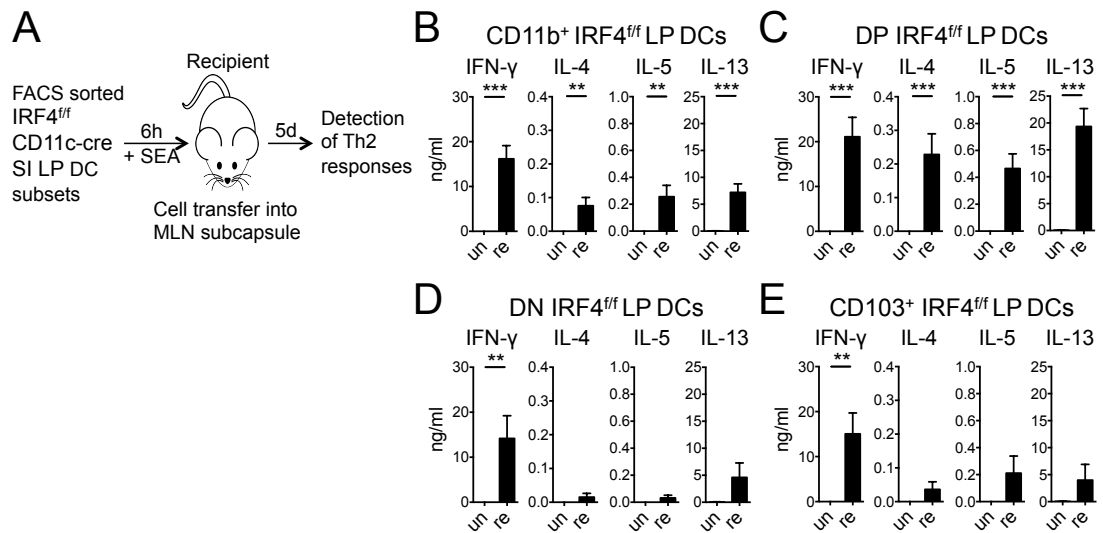 A
FACS sorted
IRF4f/f
CD11c-cre
SI LP DC
subsets
6h
+ SEA
Recipient
Cell transfer into
MLN subcapsule
5d
Detection
of Th2
responses
B
CD11b+ IRF4f/f LP DCs
IFN-γ IL-4 IL-5 IL-13
*** ** ** ***
ng/ml
30 0.4 1.0 25
20 0.3 0.8 20
10 0.2 0.6 15
0 0.1 0.4 10
0.0 0.2 5
0.0 0
un re un re un re un re
C
DP IRF4f/f LP DCs
IFN-γ IL-4 IL-5 IL-13
*** *** *** ***
ng/ml
30 0.4 1.0 25
20 0.3 0.8 20
10 0.2 0.6 15
0 0.1 0.4 10
0.0 0.2 5
0.0 0
un re un re un re un re
D
DN IRF4f/f LP DCs
IFN-γ IL-4 IL-5 IL-13
**
ng/ml
30 0.4 1.0 25
20 0.3 0.8 20
10 0.2 0.6 15
0 0.1 0.4 10
0.0 0.2 5
0.0 0
un re un re un re un re
E
CD103+ IRF4f/f LP DCs
IFN-γ IL-4 IL-5 IL-13
**
ng/ml
30 0.4 1.0 25
20 0.3 0.8 20
10 0.2 0.6 15
0 0.1 0.4 10
0.0 0.2 5
0.0 0
un re un re un re un re